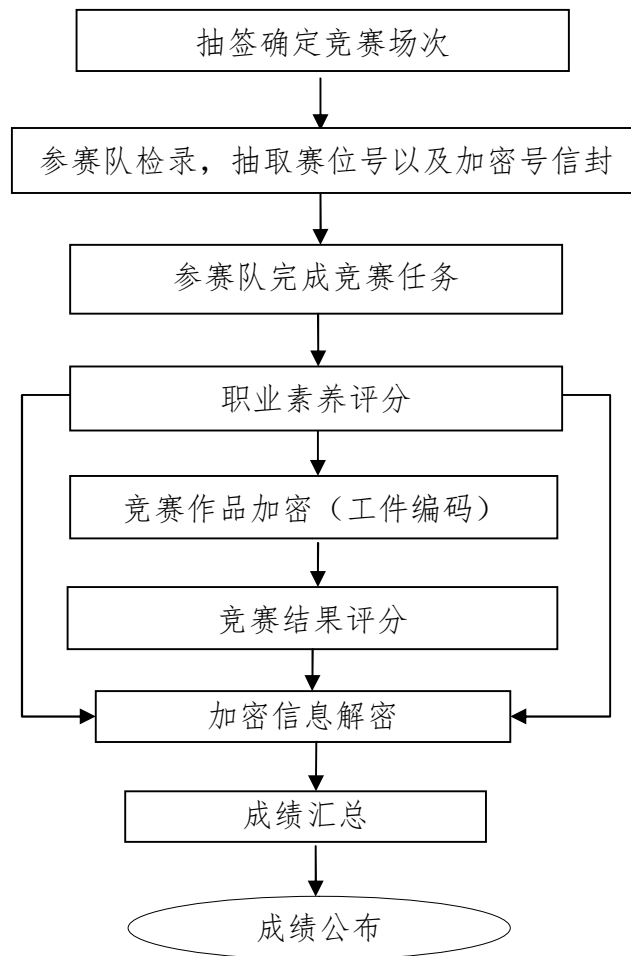 抽签确定竞赛场次
参赛队检录，抽取赛位号以及加密号信封
参赛队完成竞赛任务
职业素养评分
竞赛作品加密（工件编码）
竞赛结果评分
加密信息解密
成绩汇总
成绩公布